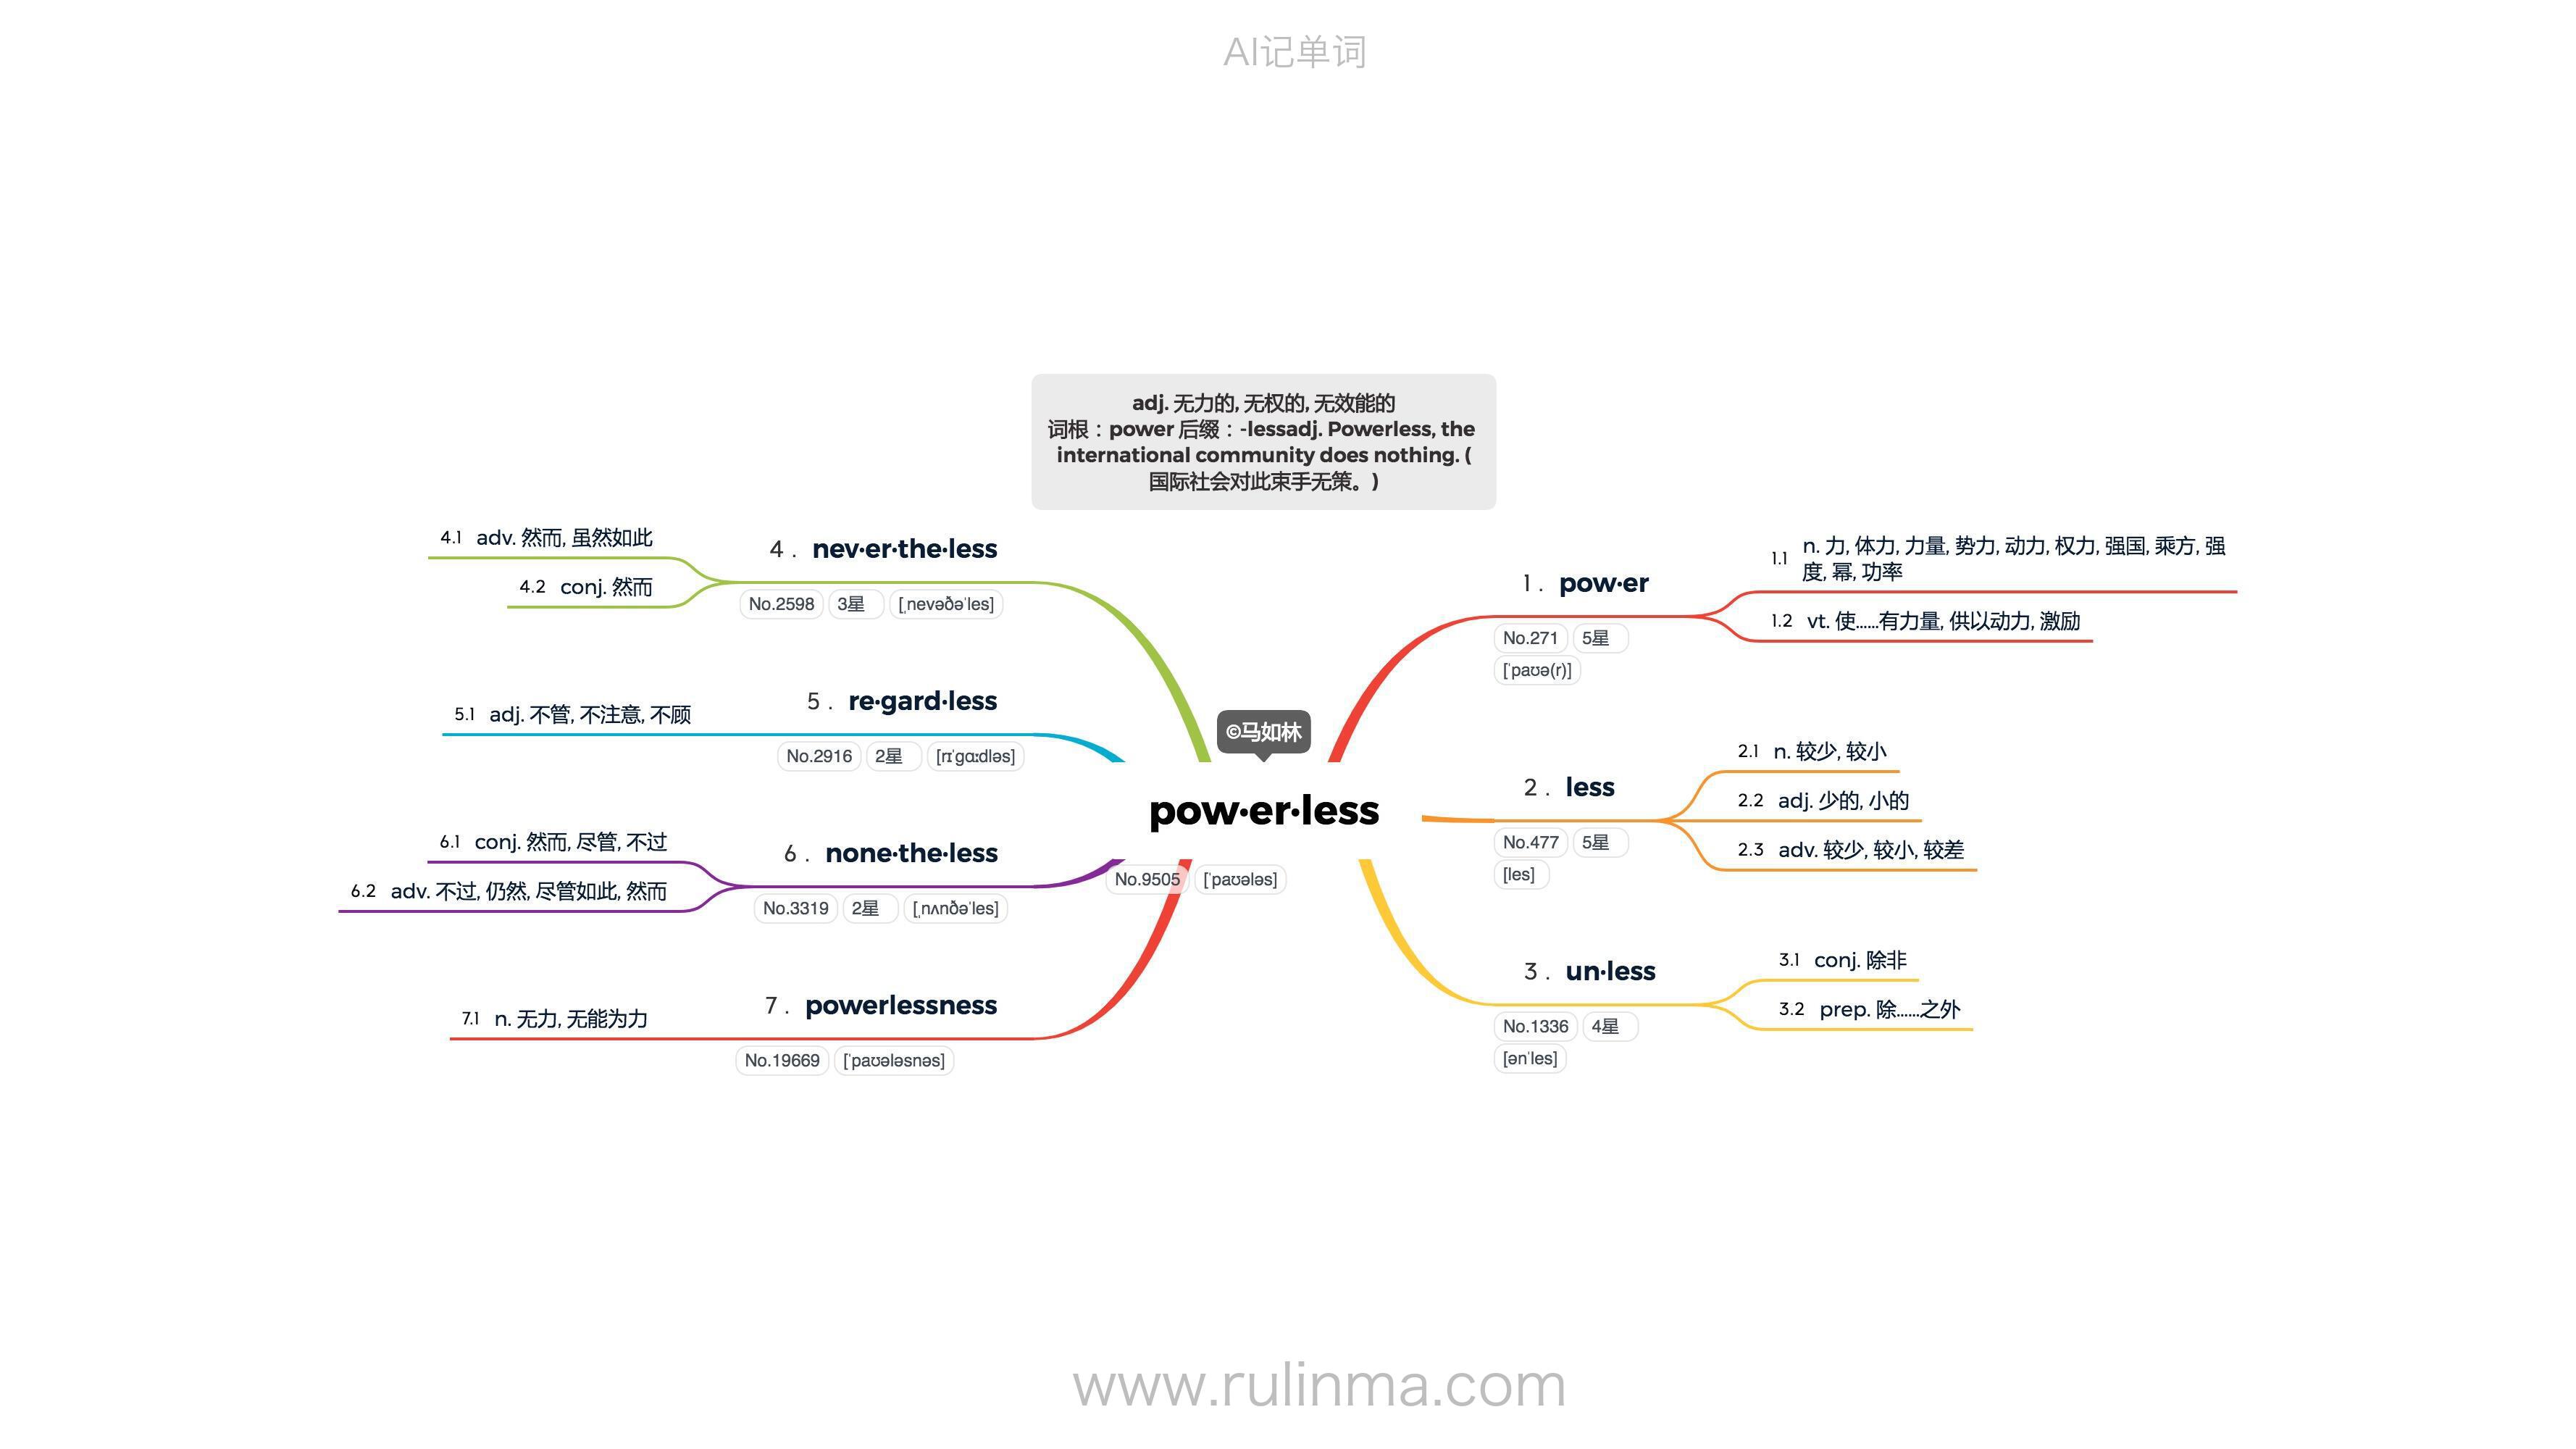 AI记单词
adj. 无力的, 无权的, 无效能的
词根：power 后缀：-lessadj. Powerless, the
international community does nothing. (
国际社会对此束手无策。)
©马如林
pow·er·less
No.9505 [ˈpaʊələs]
1. pow·er
No.271 5星
[ˈpaʊə(r)]
1.1 n. 力, 体力, 力量, 势力, 动力, 权力, 强国, 乘方, 强
度, 幂, 功率
1.2 vt. 使……有力量, 供以动力, 激励
2. less
No.477 5星
[les]
2.1 n. 较少, 较小
2.2 adj. 少的, 小的
2.3 adv. 较少, 较小, 较差
3. un·less
No.1336 4星
[ənˈles]
3.1 conj. 除非
3.2 prep. 除……之外
4. nev·er·the·less
No.2598 3星 [ˌnevəðəˈles]
4.1 adv. 然而, 虽然如此
4.2 conj. 然而
5. re·gard·less
No.2916 2星 [rɪˈɡɑːdləs]
5.1 adj. 不管, 不注意, 不顾
6. none·the·less
No.3319 2星 [ˌnʌnðəˈles]
6.1 conj. 然而, 尽管, 不过
6.2 adv. 不过, 仍然, 尽管如此, 然而
7. powerlessness
No.19669 [ˈpaʊələsnəs]
7.1 n. 无力, 无能为力
www.rulinma.com